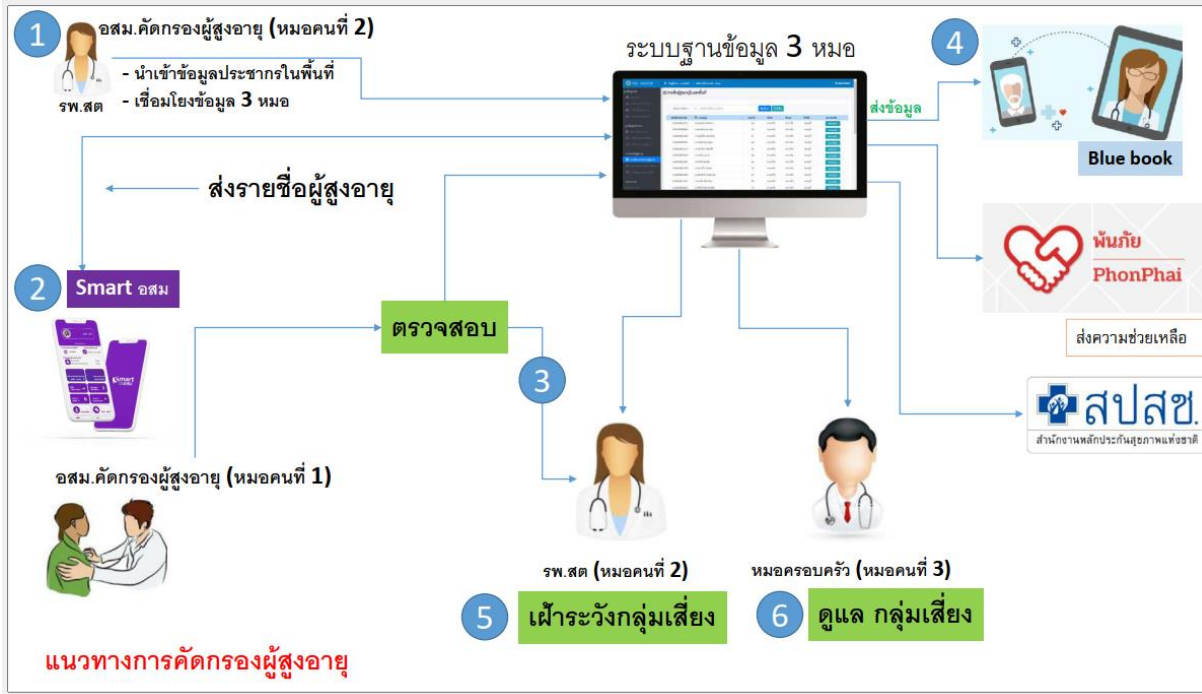 1
อสม.คัดกรองผู้สูงอายุ (หมอคนที่ 2)
- นำเข้าข้อมูลประชากรในพื้นที่
- เชื่อมโยงข้อมูล 3 หมอ
รพ.สต
ระบบฐานข้อมูล 3 หมอ
4
ส่งข้อมูล
Blue book
ส่งรายชื่อผู้สูงอายุ
พ้นภัย
PhonPhai
ส่งความช่วยเหลือ
2
Smart อสม
Smart
ตรวจสอบ
3
สปสช.
สำนักงานหลักประกันสุขภาพแห่งชาติ
อสม.คัดกรองผู้สูงอายุ (หมอคนที่ 1)
รพ.สต (หมอคนที่ 2)
หมอครอบครัว (หมอคนที่ 3)
5
เฝ้าระวังกลุ่มเสี่ยง
6
ดูแล กลุ่มเสี่ยง
แนวทางการคัดกรองผู้สูงอายุ